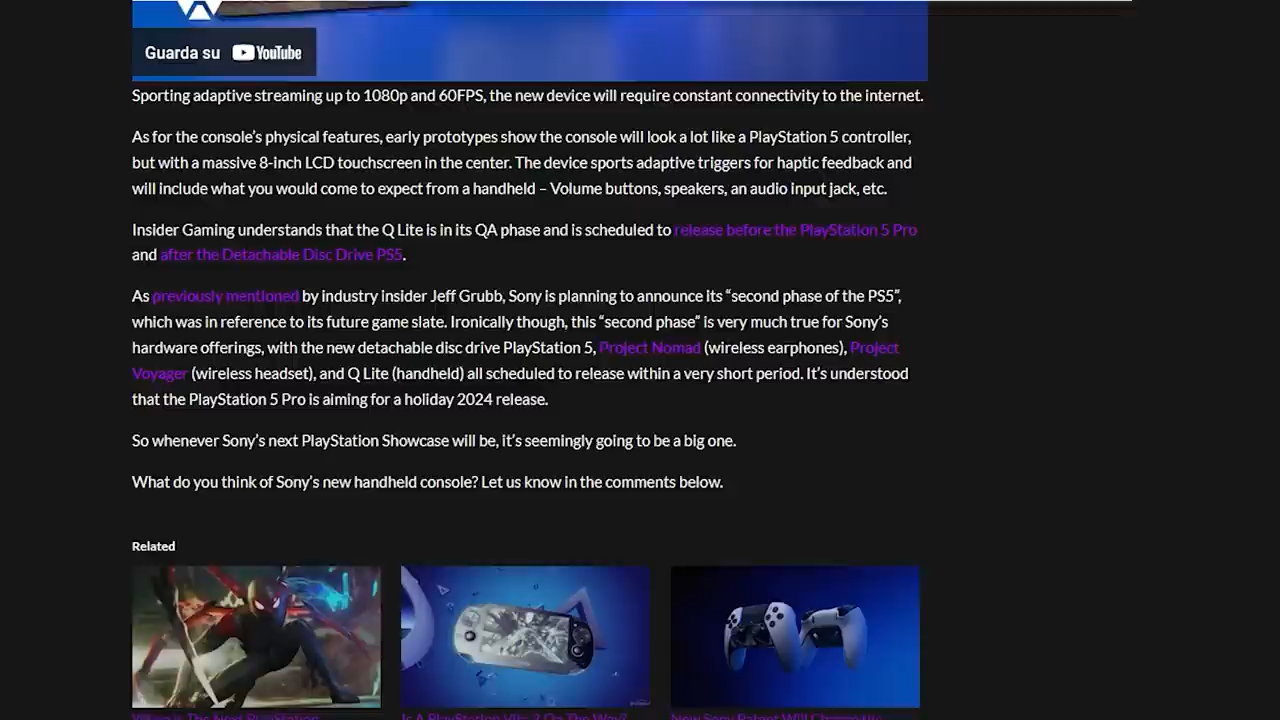 Guarda su YouTube
Sporting adaptive streaming up to 1080p and 60FPS, the new device will require constant connectivity to the internet.
As for the console's physical features, early prototypes show the console will look a lot like a PlayStation 5 controller,
but with a massive 8-inch LCD touchscreen in the center. The device sports adaptive triggers for haptic feedback and
will include what you would come to expect from a handheld – Volume buttons, speakers, an audio input jack, etc.
Insider Gaming understands that the Q Lite is in its QA phase and is scheduled to release before the PlayStation 5 Pro
and after the Detachable Disc Drive PS5.
As previously mentioned by industry insider Jeff Grubb, Sony is planning to announce its “second phase of the PS5”,
which was in reference to its future game slate. Ironically though, this “second phase” is very much true for Sony's
hardware offerings, with the new detachable disc drive PlayStation 5, Project Nomad (wireless earphones), Project
Voyager (wireless headset), and Q Lite (handheld) all scheduled to release within a very short period. It's understood
that the PlayStation 5 Pro is aiming for a holiday 2024 release.
So whenever Sony's next PlayStation Showcase will be, it's seemingly going to be a big one.
What do you think of Sony's new handheld console? Let us know in the comments below.
Related